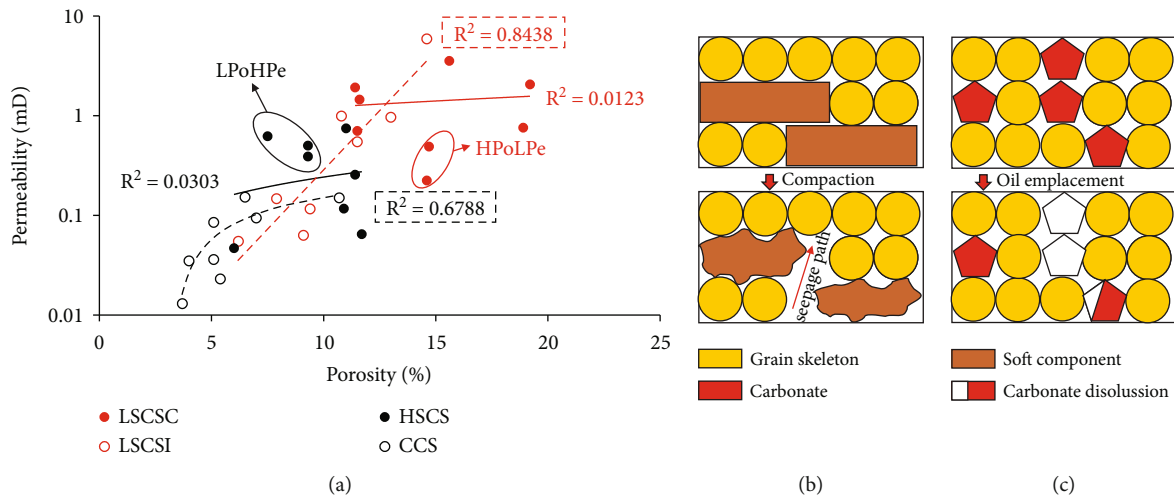 10
1
0.1
0.01
Permeability (mD)
0
5
10
15
20
25
Porosity (%)
R² = 0.8438
LPoHPe
R² = 0.0123
HPoLPe
R² = 0.0303
R² = 0.6788
LSCSC
HSCS
LSCSI
CCS
(a)
Compaction
seepage path
Oil emplacement
Grain skeleton
Soft component
Carbonate
Carbonate disolussion
(b)
(c)